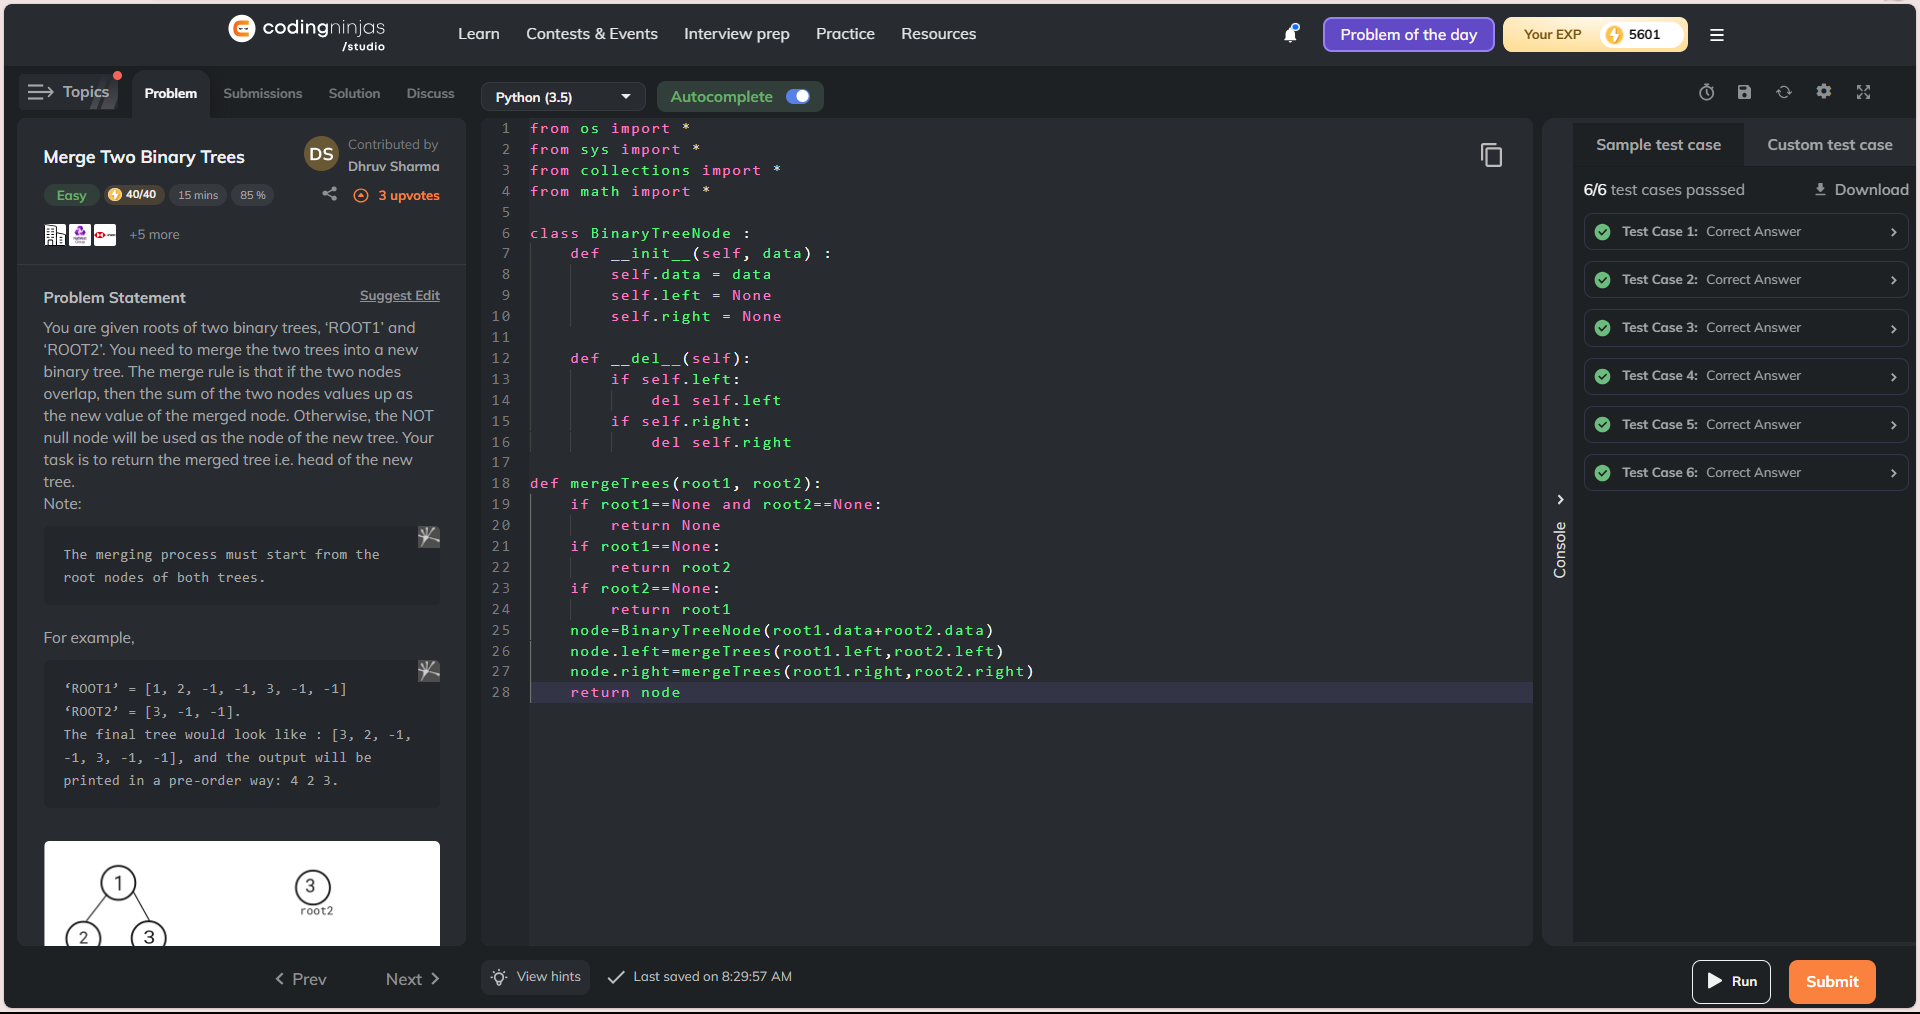 codingninjas
/studio
Learn
Contests & Events
Interview prep
Practice
Resources
Problem of the day
Your EXP
5601
Topics
Problem
Submissions
Solution
Discuss
Python (3.5)
Autocomplete
Merge Two Binary Trees
DS
Contributed by
Dhruv Sharma
Easy
40/40
15 mins
85 %
3 upvotes
+5 more
Problem Statement
Suggest Edit
You are given roots of two binary trees, ‘ROOT1’ and
‘ROOT2’. You need to merge the two trees into a new
binary tree. The merge rule is that if the two nodes
overlap, then the sum of the two nodes values up as
the new value of the merged node. Otherwise, the NOT
null node will be used as the node of the new tree. Your
task is to return the merged tree i.e. head of the new
tree.
Note:
The merging process must start from the
root nodes of both trees.
For example,
‘ROOT1’ = [1, 2, -1, -1, 3, -1, -1]
‘ROOT2’ = [3, -1, -1].
The final tree would look like : [3, 2, -1,
-1, 3, -1, -1], and the output will be
printed in a pre-order way: 4 2 3.
1
3
root2
2
3
Prev
Next
1 from os import *
2 from sys import *
3 from collections import *
4 from math import *
5
6 class BinaryTreeNode :
7 def __init__(self, data) :
8 self.data = data
9 self.left = None
10 self.right = None
11
12 def __del__(self):
13 if self.left:
14 del self.left
15 if self.right:
16 del self.right
17
18 def mergeTrees(root1, root2):
19 if root1==None and root2==None:
20 return None
21 if root1==None:
22 return root2
23 if root2==None:
24 return root1
25 node=BinaryTreeNode(root1.data+root2.data)
26 node.left=mergeTrees(root1.left,root2.left)
27 node.right=mergeTrees(root1.right,root2.right)
28 return node
View hints
Last saved on 8:29:57 AM
Console
Sample test case
Custom test case
6/6 test cases passsed
Download
Test Case 1: Correct Answer
Test Case 2: Correct Answer
Test Case 3: Correct Answer
Test Case 4: Correct Answer
Test Case 5: Correct Answer
Test Case 6: Correct Answer
Run
Submit